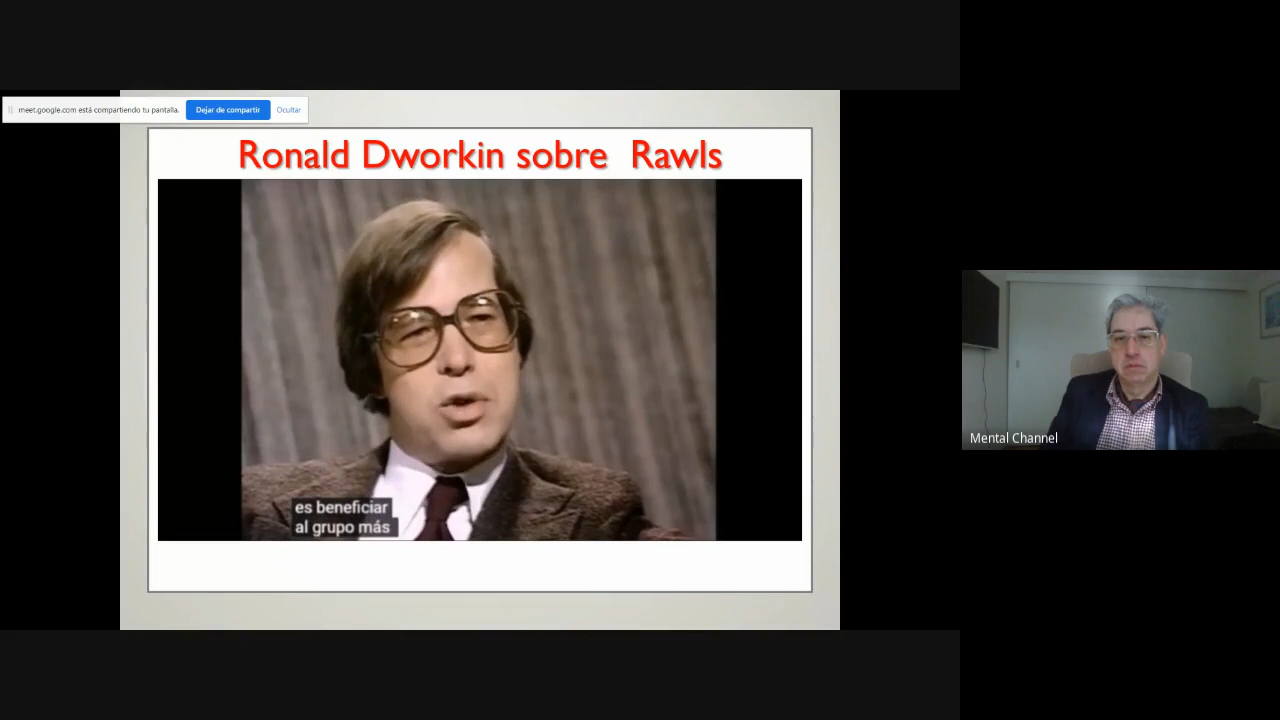 meet.google.com está compartiendo tu pantalla. Dejar de compartir Ocultar
Ronald Dworkin sobre Rawls
es beneficiar
al grupo más
Mental Channel